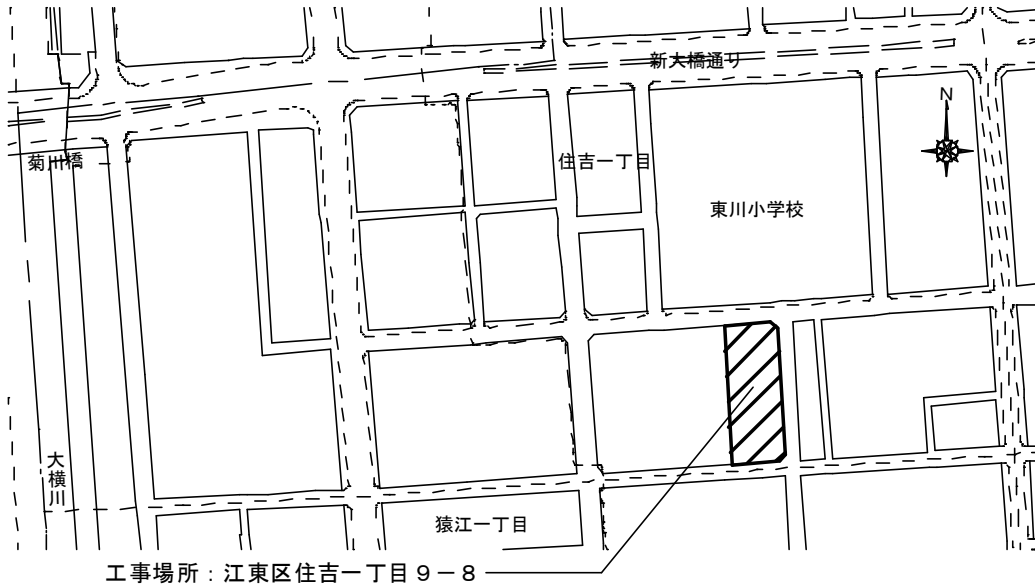 新大橋通り
N
菊川橋
住吉一丁目
東川小学校
大横川
猿江一丁目
工事場所：江東区住吉一丁目９－８